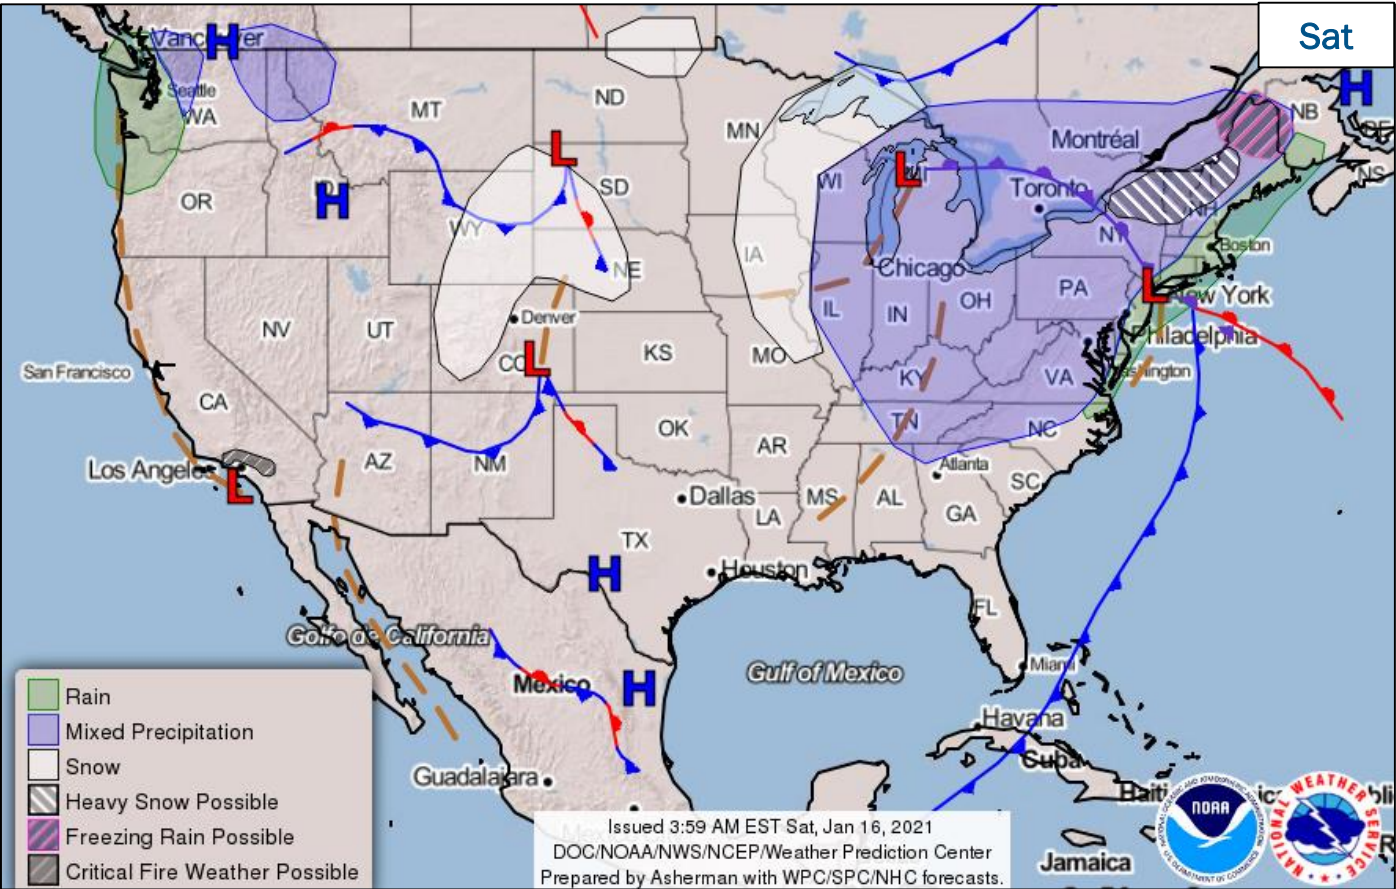 Sat
Vancouver
H
H
Seattle
WA
MT
ND
MN
Montréal
NB
PE
NS
L
SD
OR
H
WY
WI
L
Toronto
NH
NY
Boston
IA
Chicago
NE
PA
L
New York
NV
UT
Denver
IL
IN
OH
Philadelphia
San Francisco
CO
L
KS
MO
KY
VA
Washington
CA
OK
TN
NC
Los Angeles
L
AZ
NM
AR
Atlanta
SC
Dallas
MS
AL
GA
LA
TX
H
Houston
FL
Golfo de California
Gulf of Mexico
Miami
Mexico
H
Havana
Cuba
Guadalajara
Haiti
Jamaica
Rain
Mixed Precipitation
Snow
Heavy Snow Possible
Freezing Rain Possible
Critical Fire Weather Possible
Issued 3:59 AM EST Sat, Jan 16, 2021
DOC/NOAA/NWS/NCEP/Weather Prediction Center
Prepared by Asherman with WPC/SPC/NHC forecasts.
NOAA
NATIONAL WEATHER SERVICE